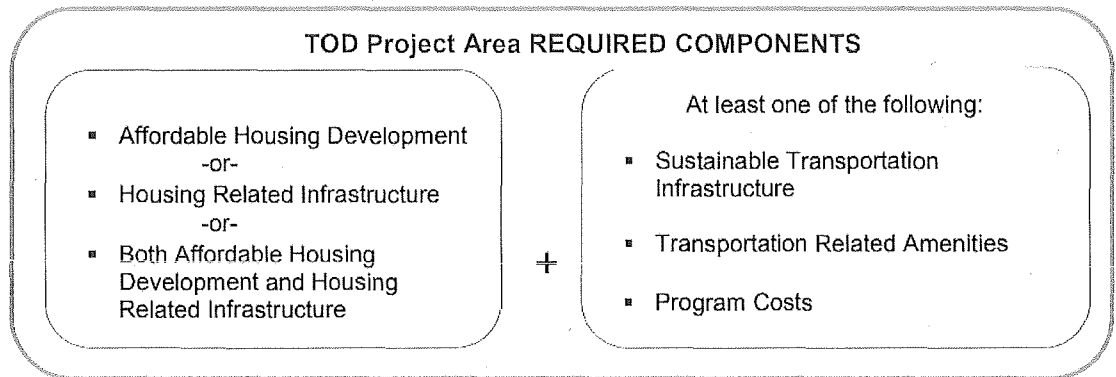 TOD Project Area REQUIRED COMPONENTS
▪ Affordable Housing Development
-or-
▪ Housing Related Infrastructure
-or-
▪ Both Affordable Housing
Development and Housing
Related Infrastructure
+
At least one of the following:
▪ Sustainable Transportation
Infrastructure
▪ Transportation Related Amenities
▪ Program Costs